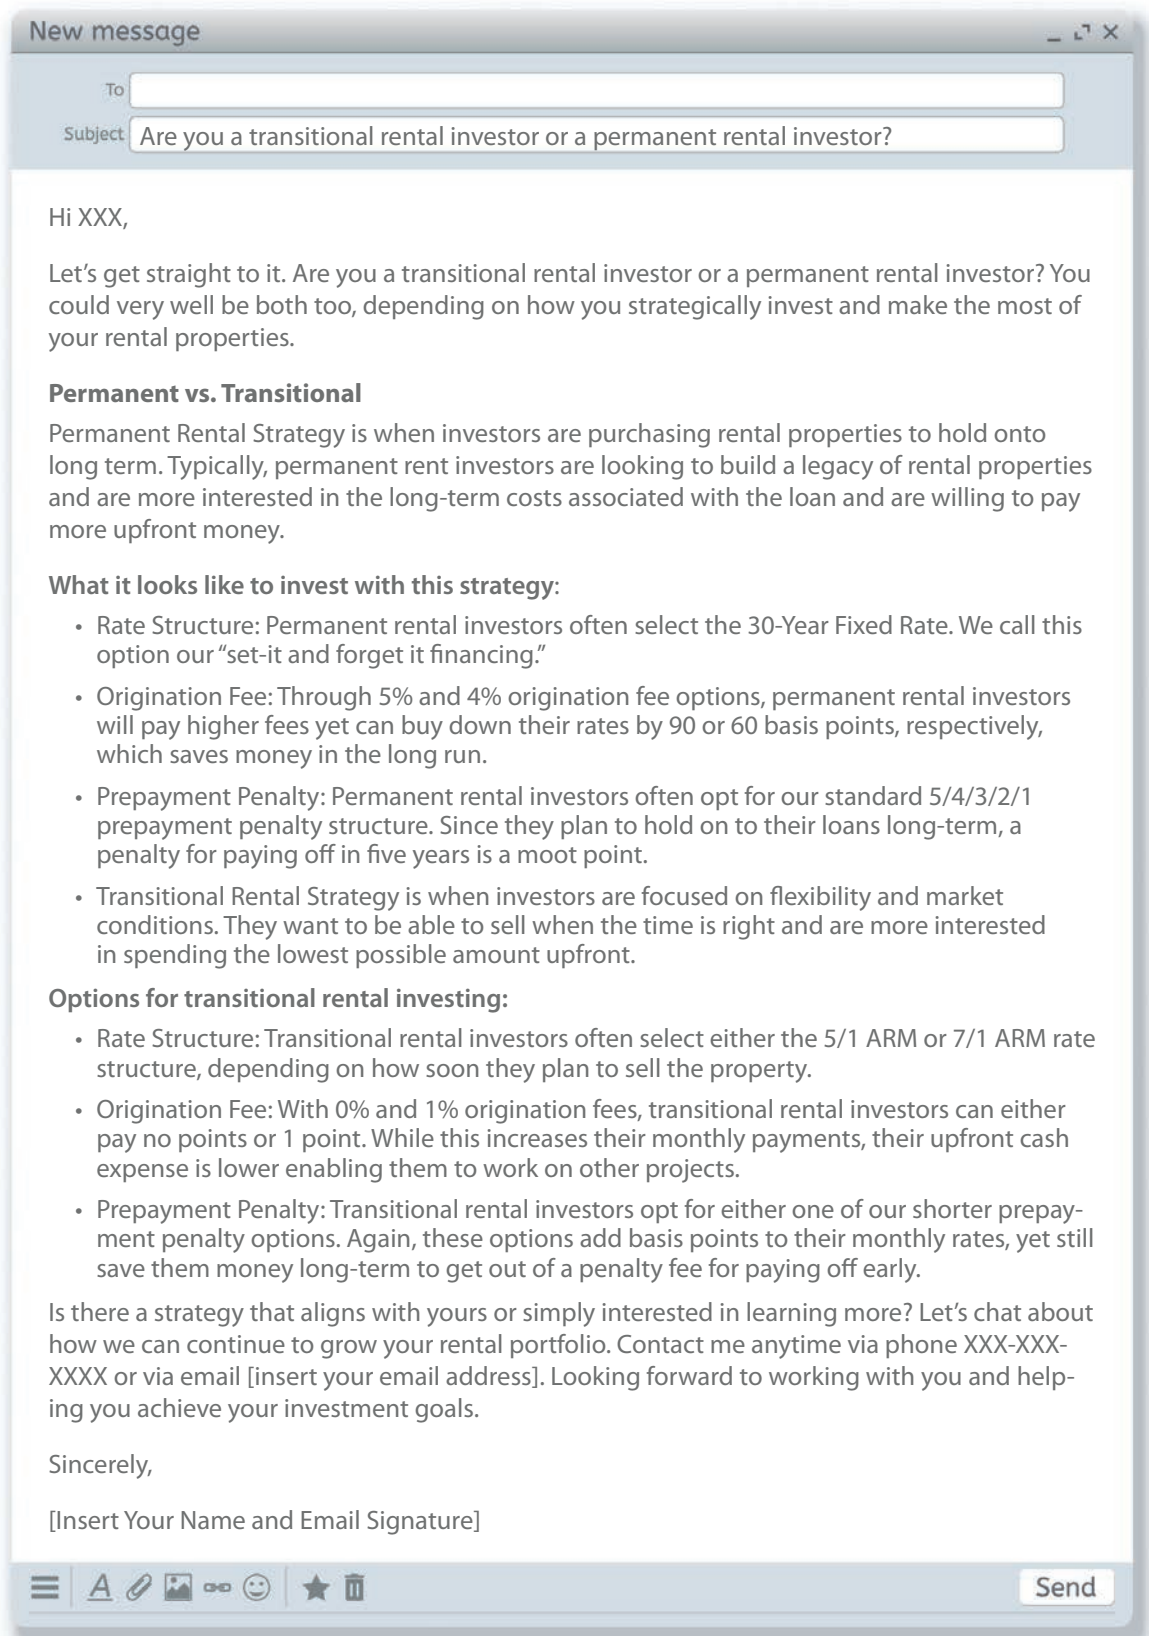 New message
To
Subject Are you a transitional rental investor or a permanent rental investor?
Hi XXX,
Let’s get straight to it. Are you a transitional rental investor or a permanent rental investor? You
could very well be both too, depending on how you strategically invest and make the most of
your rental properties.
Permanent vs. Transitional
Permanent Rental Strategy is when investors are purchasing rental properties to hold onto
long term. Typically, permanent rent investors are looking to build a legacy of rental properties
and are more interested in the long-term costs associated with the loan and are willing to pay
more upfront money.
What it looks like to invest with this strategy:
• Rate Structure: Permanent rental investors often select the 30-Year Fixed Rate. We call this
option our “set-it and forget it financing.”
• Origination Fee: Through 5% and 4% origination fee options, permanent rental investors
will pay higher fees yet can buy down their rates by 90 or 60 basis points, respectively,
which saves money in the long run.
• Prepayment Penalty: Permanent rental investors often opt for our standard 5/4/3/2/1
prepayment penalty structure. Since they plan to hold on to their loans long-term, a
penalty for paying off in five years is a moot point.
• Transitional Rental Strategy is when investors are focused on flexibility and market
conditions. They want to be able to sell when the time is right and are more interested
in spending the lowest possible amount upfront.
Options for transitional rental investing:
• Rate Structure: Transitional rental investors often select either the 5/1 ARM or 7/1 ARM rate
structure, depending on how soon they plan to sell the property.
• Origination Fee: With 0% and 1% origination fees, transitional rental investors can either
pay no points or 1 point. While this increases their monthly payments, their upfront cash
expense is lower enabling them to work on other projects.
• Prepayment Penalty: Transitional rental investors opt for either one of our shorter prepay-
ment penalty options. Again, these options add basis points to their monthly rates, yet still
save them money long-term to get out of a penalty fee for paying off early.
Is there a strategy that aligns with yours or simply interested in learning more? Let’s chat about
how we can continue to grow your rental portfolio. Contact me anytime via phone XXX-XXX-
XXXX or via email [insert your email address]. Looking forward to working with you and help-
ing you achieve your investment goals.
Sincerely,
[Insert Your Name and Email Signature]
A
Send